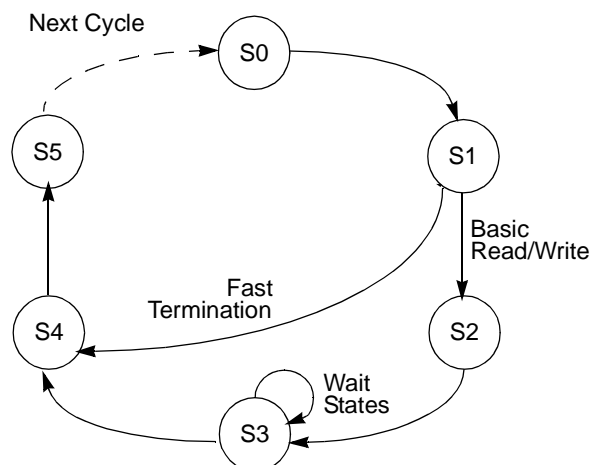 Next Cycle
S0
S5
S1
Basic
Read/Write
Fast
Termination
S4
S2
Wait
States
S3